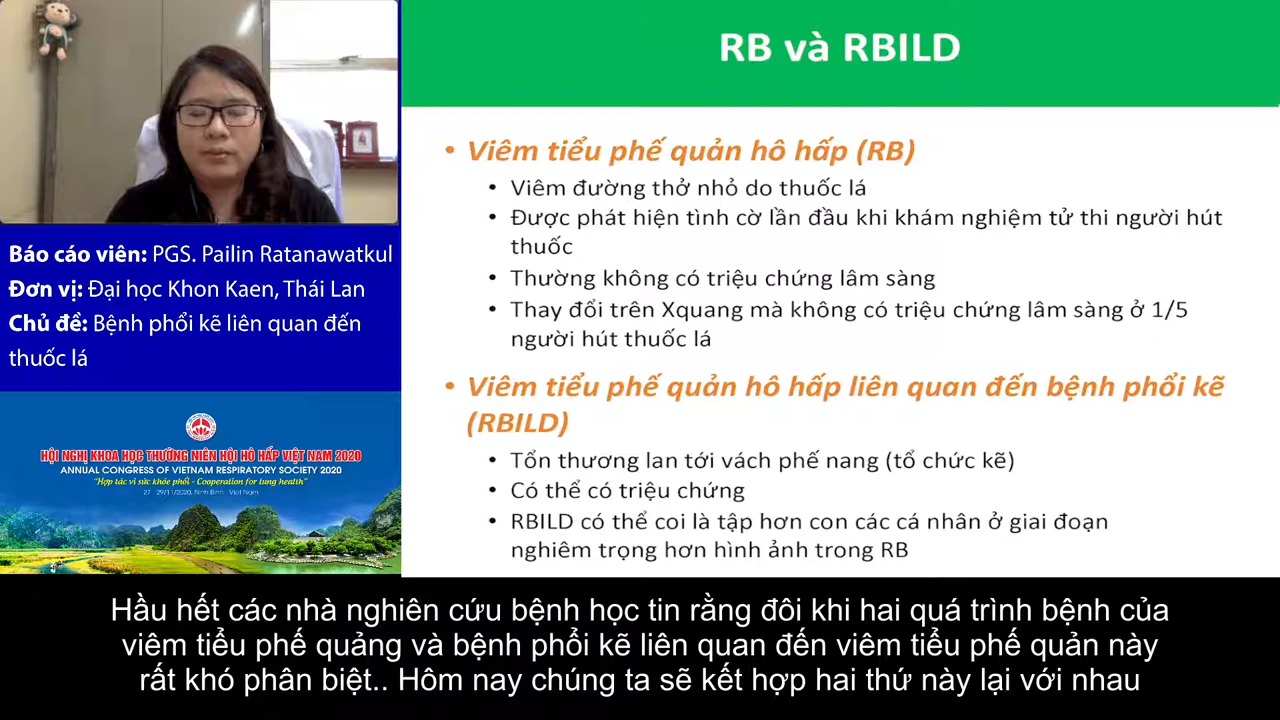 RB và RBILD
• Viêm tiểu phế quản hô hấp (RB)
• Viêm đường thở nhỏ do thuốc lá
• Được phát hiện tình cờ lần đầu khi khám nghiệm tử thi người hút
thuốc
• Thường không có triệu chứng lâm sàng
• Thay đổi trên Xquang mà không có triệu chứng lâm sàng ở 1/5
người hút thuốc lá
• Viêm tiểu phế quản hô hấp liên quan đến bệnh phổi kẽ
(RBILD)
• Tổn thương lan tới vách phế nang (tổ chức kẽ)
• Có thể có triệu chứng
• RBILD có thể coi là tập hơn con các cá nhân ở giai đoạn
nghiêm trọng hơn hình ảnh trong RB
Báo cáo viên: PGS. Pailin Ratanawatkul
Đơn vị: Đại học Khon Kaen, Thái Lan
Chủ đề: Bệnh phổi kẽ liên quan đến
thuốc lá
HỘI NGHỊ KHOA HỌC THƯỜNG NIÊN HỘI HÔ HẤP VIỆT NAM 2020
ANNUAL CONGRESS OF VIETNAM RESPIRATORY SOCIETY 2020
"Hợp tác vì sức khỏe phổi - Cooperation for lung health"
27 - 29/11/2020, Ninh Bình - Việt Nam
Hầu hết các nhà nghiên cứu bệnh học tin rằng đôi khi hai quá trình bệnh của
viêm tiểu phế quảng và bệnh phổi kẽ liên quan đến viêm tiểu phế quản này
rất khó phân biệt.. Hôm nay chúng ta sẽ kết hợp hai thứ này lại với nhau